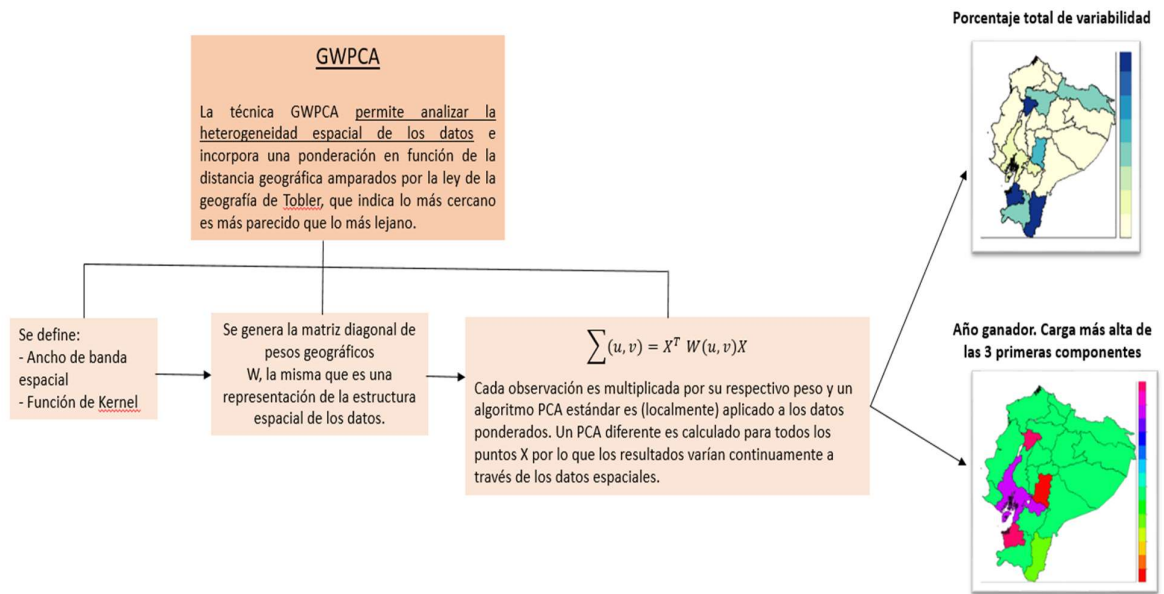 GWPCA
La técnica GWPCA permite analizar la
heterogeneidad espacial de los datos e
incorpora una ponderación en función de la
distancia geográfica amparados por la ley de la
geografía de Tobler, que indica lo más cercano
es más parecido que lo más lejano.
Se define:
- Ancho de banda
espacial
- Función de Kernel
Se genera la matriz diagonal de
pesos geográficos
W, la misma que es una
representación de la estructura
espacial de los datos.
∑(u, v) = X^T W(u, v)X
Cada observación es multiplicada por su respectivo peso y un
algoritmo PCA estándar es (localmente) aplicado a los datos
ponderados. Un PCA diferente es calculado para todos los
puntos X por lo que los resultados varían continuamente a
través de los datos espaciales.
Porcentaje total de variabilidad
Año ganador. Carga más alta de
las 3 primeras componentes